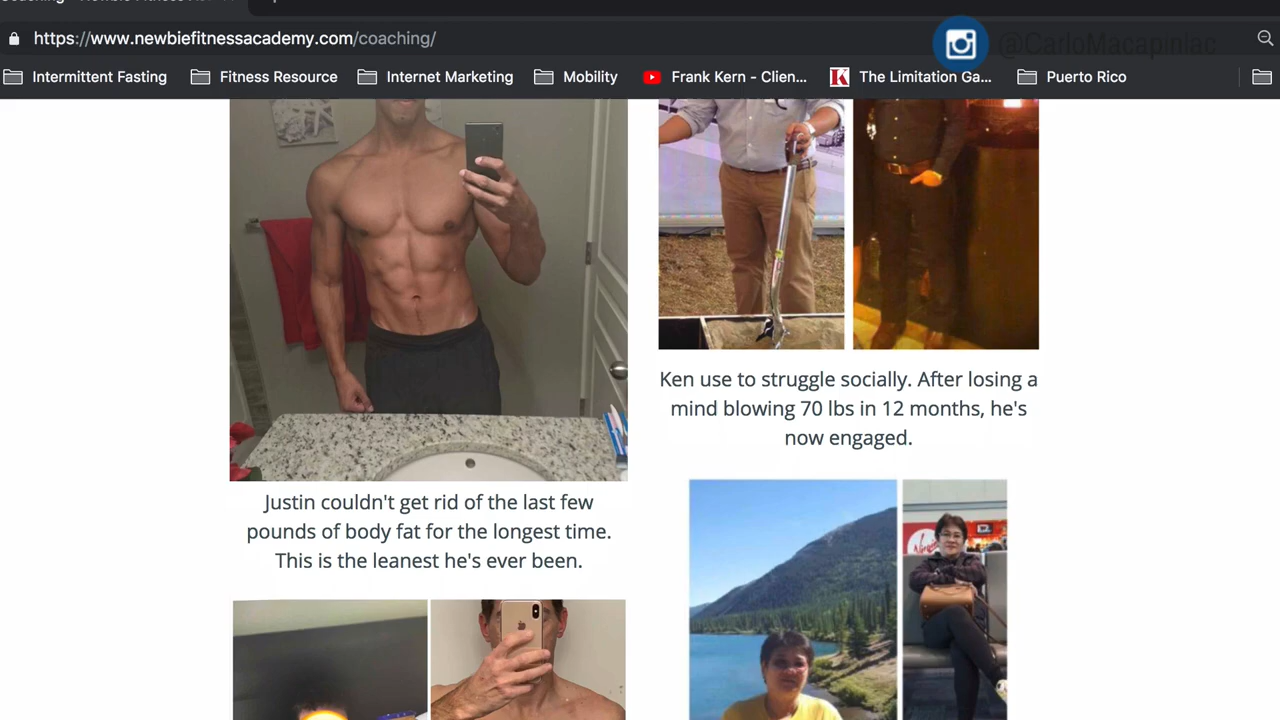 https://www.newbiefitnessacademy.com/coaching/
@CarloMacapinlac
Intermittent Fasting
Fitness Resource
Internet Marketing
Mobility
Frank Kern - Clien...
The Limitation Ga...
Puerto Rico
Ken use to struggle socially. After losing a
mind blowing 70 lbs in 12 months, he's
now engaged.
Justin couldn't get rid of the last few
pounds of body fat for the longest time.
This is the leanest he's ever been.